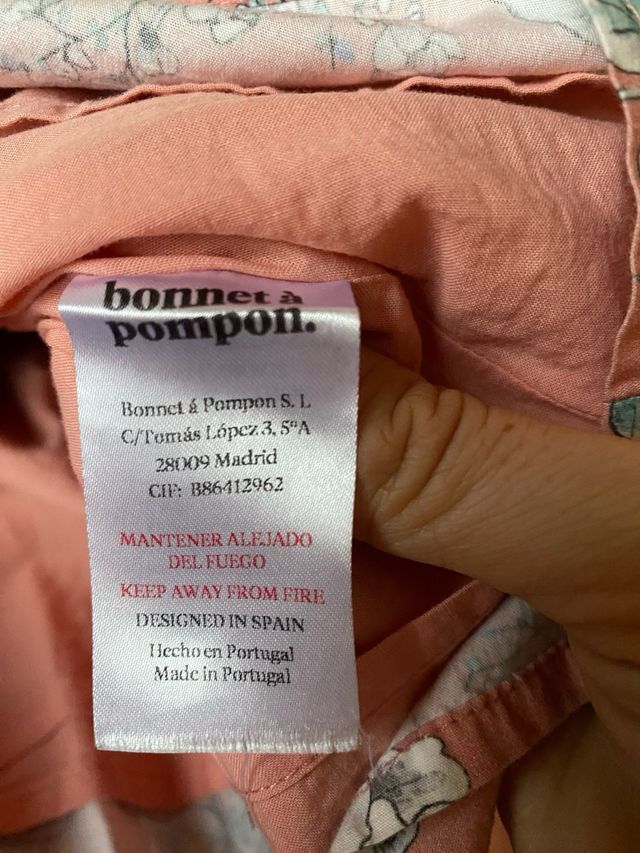 bonnet à
pompon.
Bonnet á Pompon S. L
C/Tomás López 3, 5ºA
28009 Madrid
CIF: B86412962
MANTENER ALEJADO
DEL FUEGO
KEEP AWAY FROM FIRE
DESIGNED IN SPAIN
Hecho en Portugal
Made in Portugal